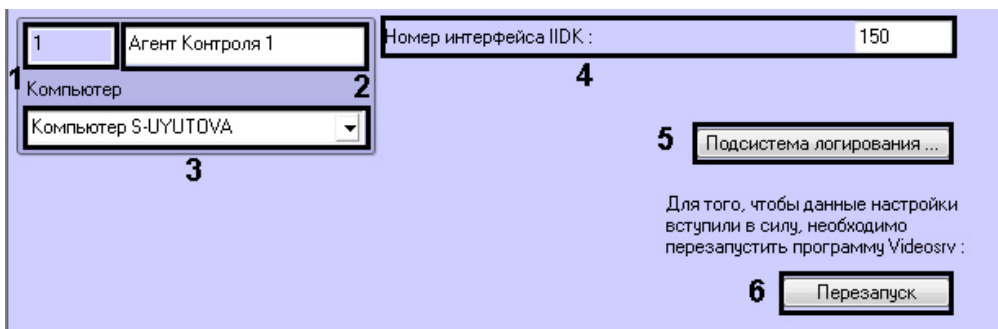 1 Агент Контроля 1 Номер интерфейса IIDK : 150
1 2 4
Компьютер
Компьютер S-UYUTOVA
3
5 Подсистема логирования ...
Для того, чтобы данные настройки
вступили в силу, необходимо
перезапустить программу Videosrv :
6 Перезапуск